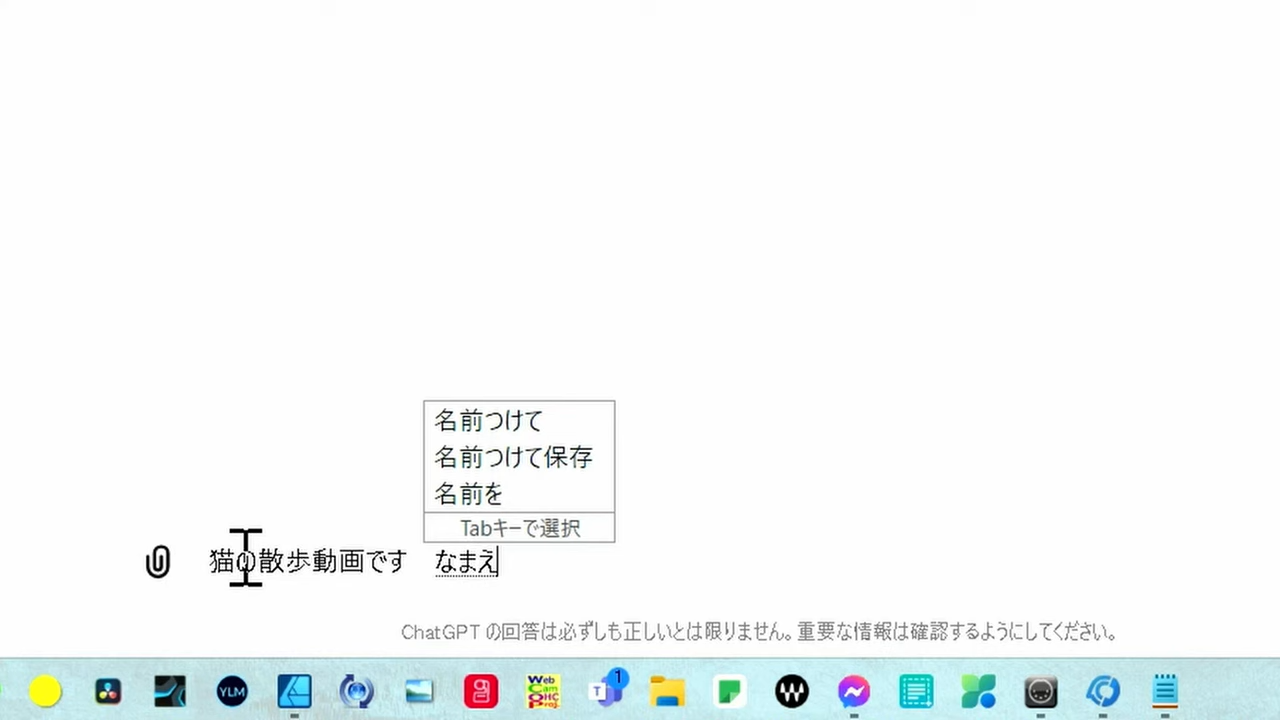 名前つけて
名前つけて保存
名前を
Tabキーで選択
猫の散歩動画です なまえ
ChatGPT の回答は必ずしも正しいとは限りません。重要な情報は確認するようにしてください。
YLM
Web
Cam
QHC
Proj.
T
1
W